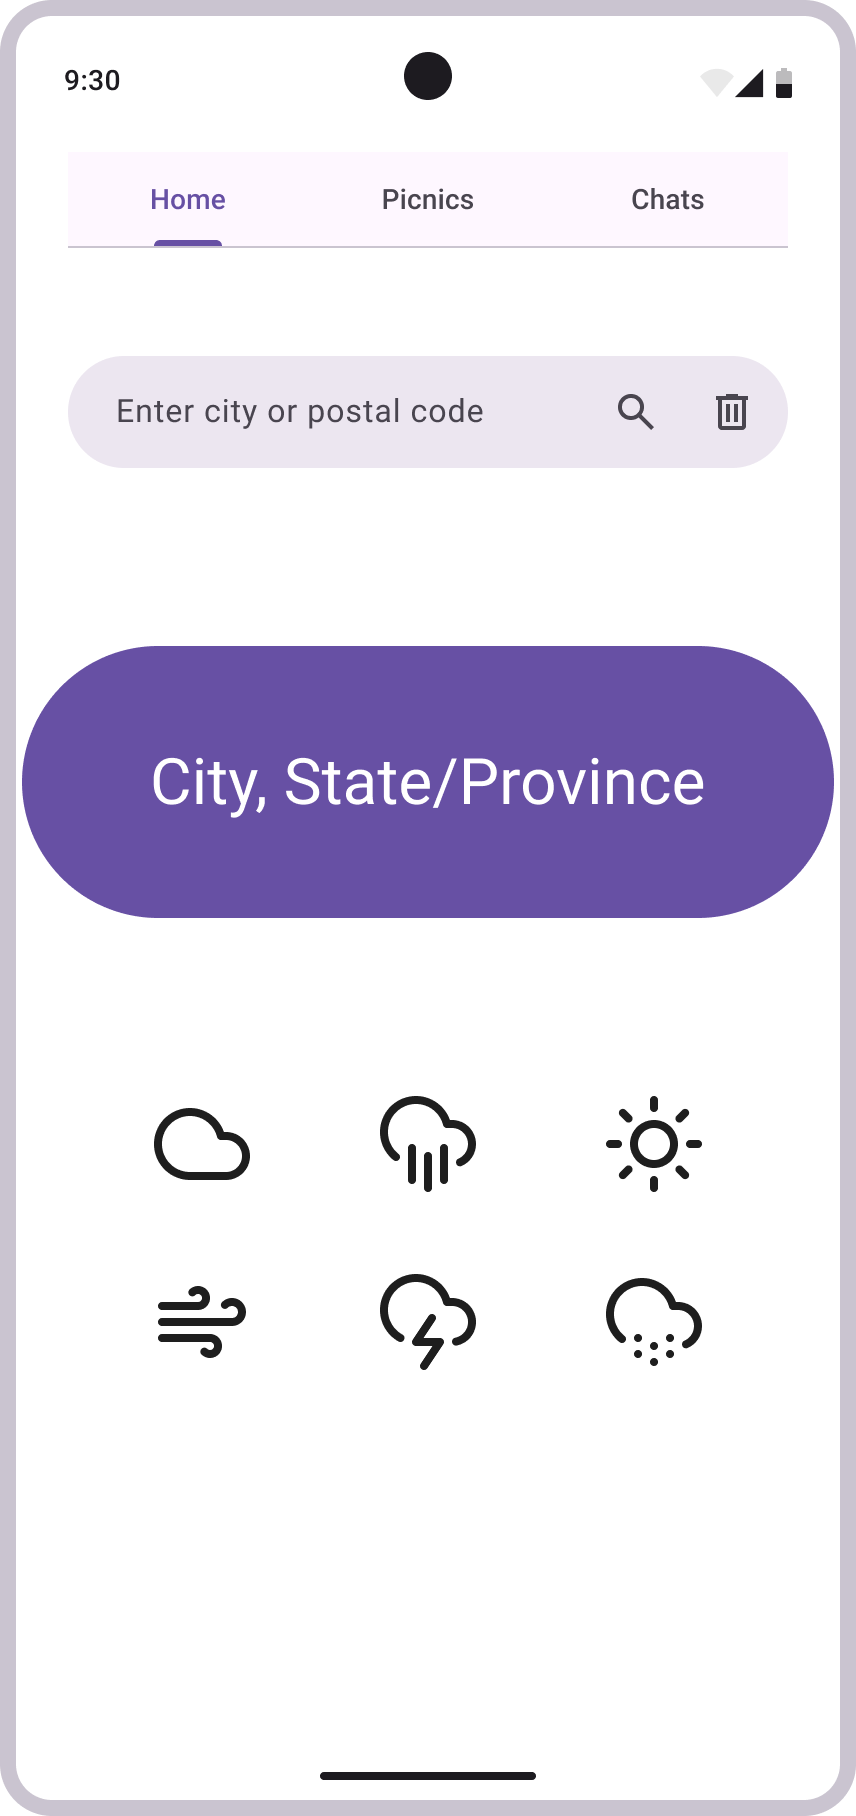 9:30
Home Picnics Chats
Enter city or postal code
City, State/Province